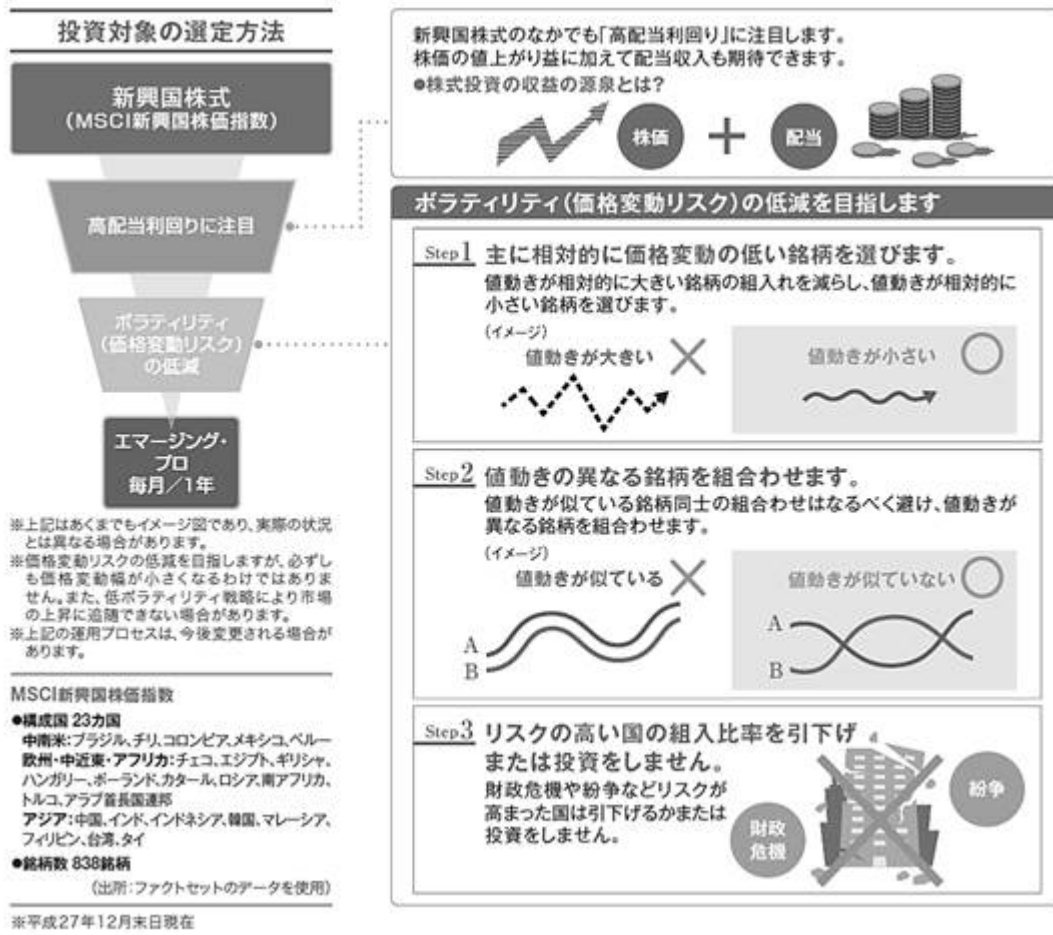 投資対象の選定方法
新興国株式
(MSCI新興国株価指数)
高配当利回りに注目
ボラティリティ
(価格変動リスク)
の低減
エマージング・
プロ
毎月／1年
※上記はあくまでもイメージ図であり、実際の状況
とは異なる場合があります。
※価格変動リスクの低減を目指しますが、必ずし
も価格変動幅が小さくなるわけではありま
せん。また、低ボラティリティ戦略により市場
の上昇に追随できない場合があります。
※上記の運用プロセスは、今後変更される場合が
あります。
MSCI新興国株価指数
●構成国 23カ国
中南米:ブラジル、チリ、コロンビア、メキシコ、ペルー
欧州・中近東・アフリカ:チェコ、エジプト、ギリシャ、
ハンガリー、ポーランド、カタール、ロシア、南アフリカ、
トルコ、アラブ首長国連邦
アジア:中国、インド、インドネシア、韓国、マレーシア、
フィリピン、台湾、タイ
●銘柄数 838銘柄
(出所:ファクトセットのデータを使用)
※平成27年12月末日現在
新興国株式のなかでも「高配当利回り」に注目します。
株価の値上がり益に加えて配当収入も期待できます。
●株式投資の収益の源泉とは?
株価 + 配当
ボラティリティ(価格変動リスク)の低減を目指します
Step1 主に相対的に価格変動の低い銘柄を選びます。
値動きが相対的に大きい銘柄の組入れを減らし、値動きが相対的に
小さい銘柄を選びます。
(イメージ)
値動きが大きい
値動きが小さい
Step2 値動きの異なる銘柄を組合わせます。
値動きが似ている銘柄同士の組合わせはなるべく避け、値動きが
異なる銘柄を組合わせます。
(イメージ)
値動きが似ている
A
B
値動きが似ていない
A
B
Step3 リスクの高い国の組入比率を引下げ
または投資をしません。
財政危機や紛争などリスクが
高まった国は引下げるかまたは
投資をしません。
財政
危機
紛争